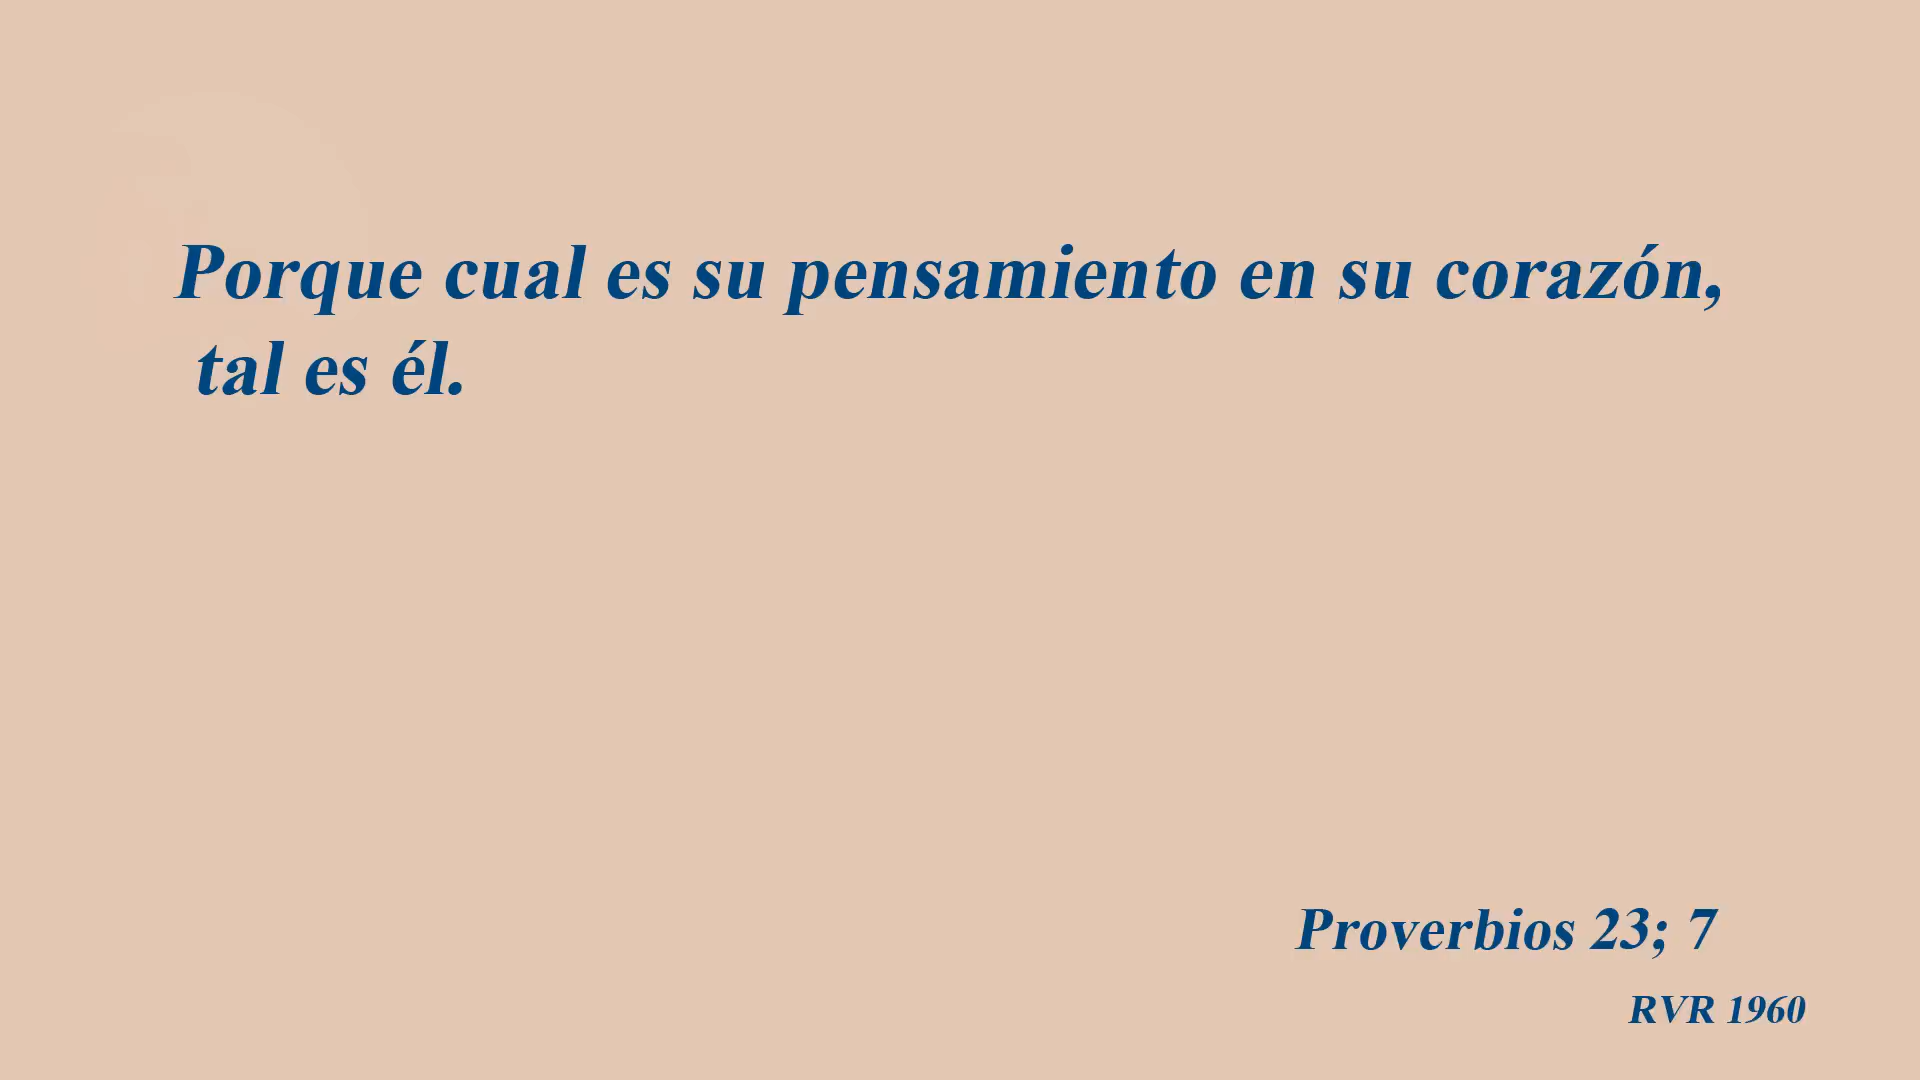 Porque cual es su pensamiento en su corazón,
tal es él.
Proverbios 23; 7
RVR 1960